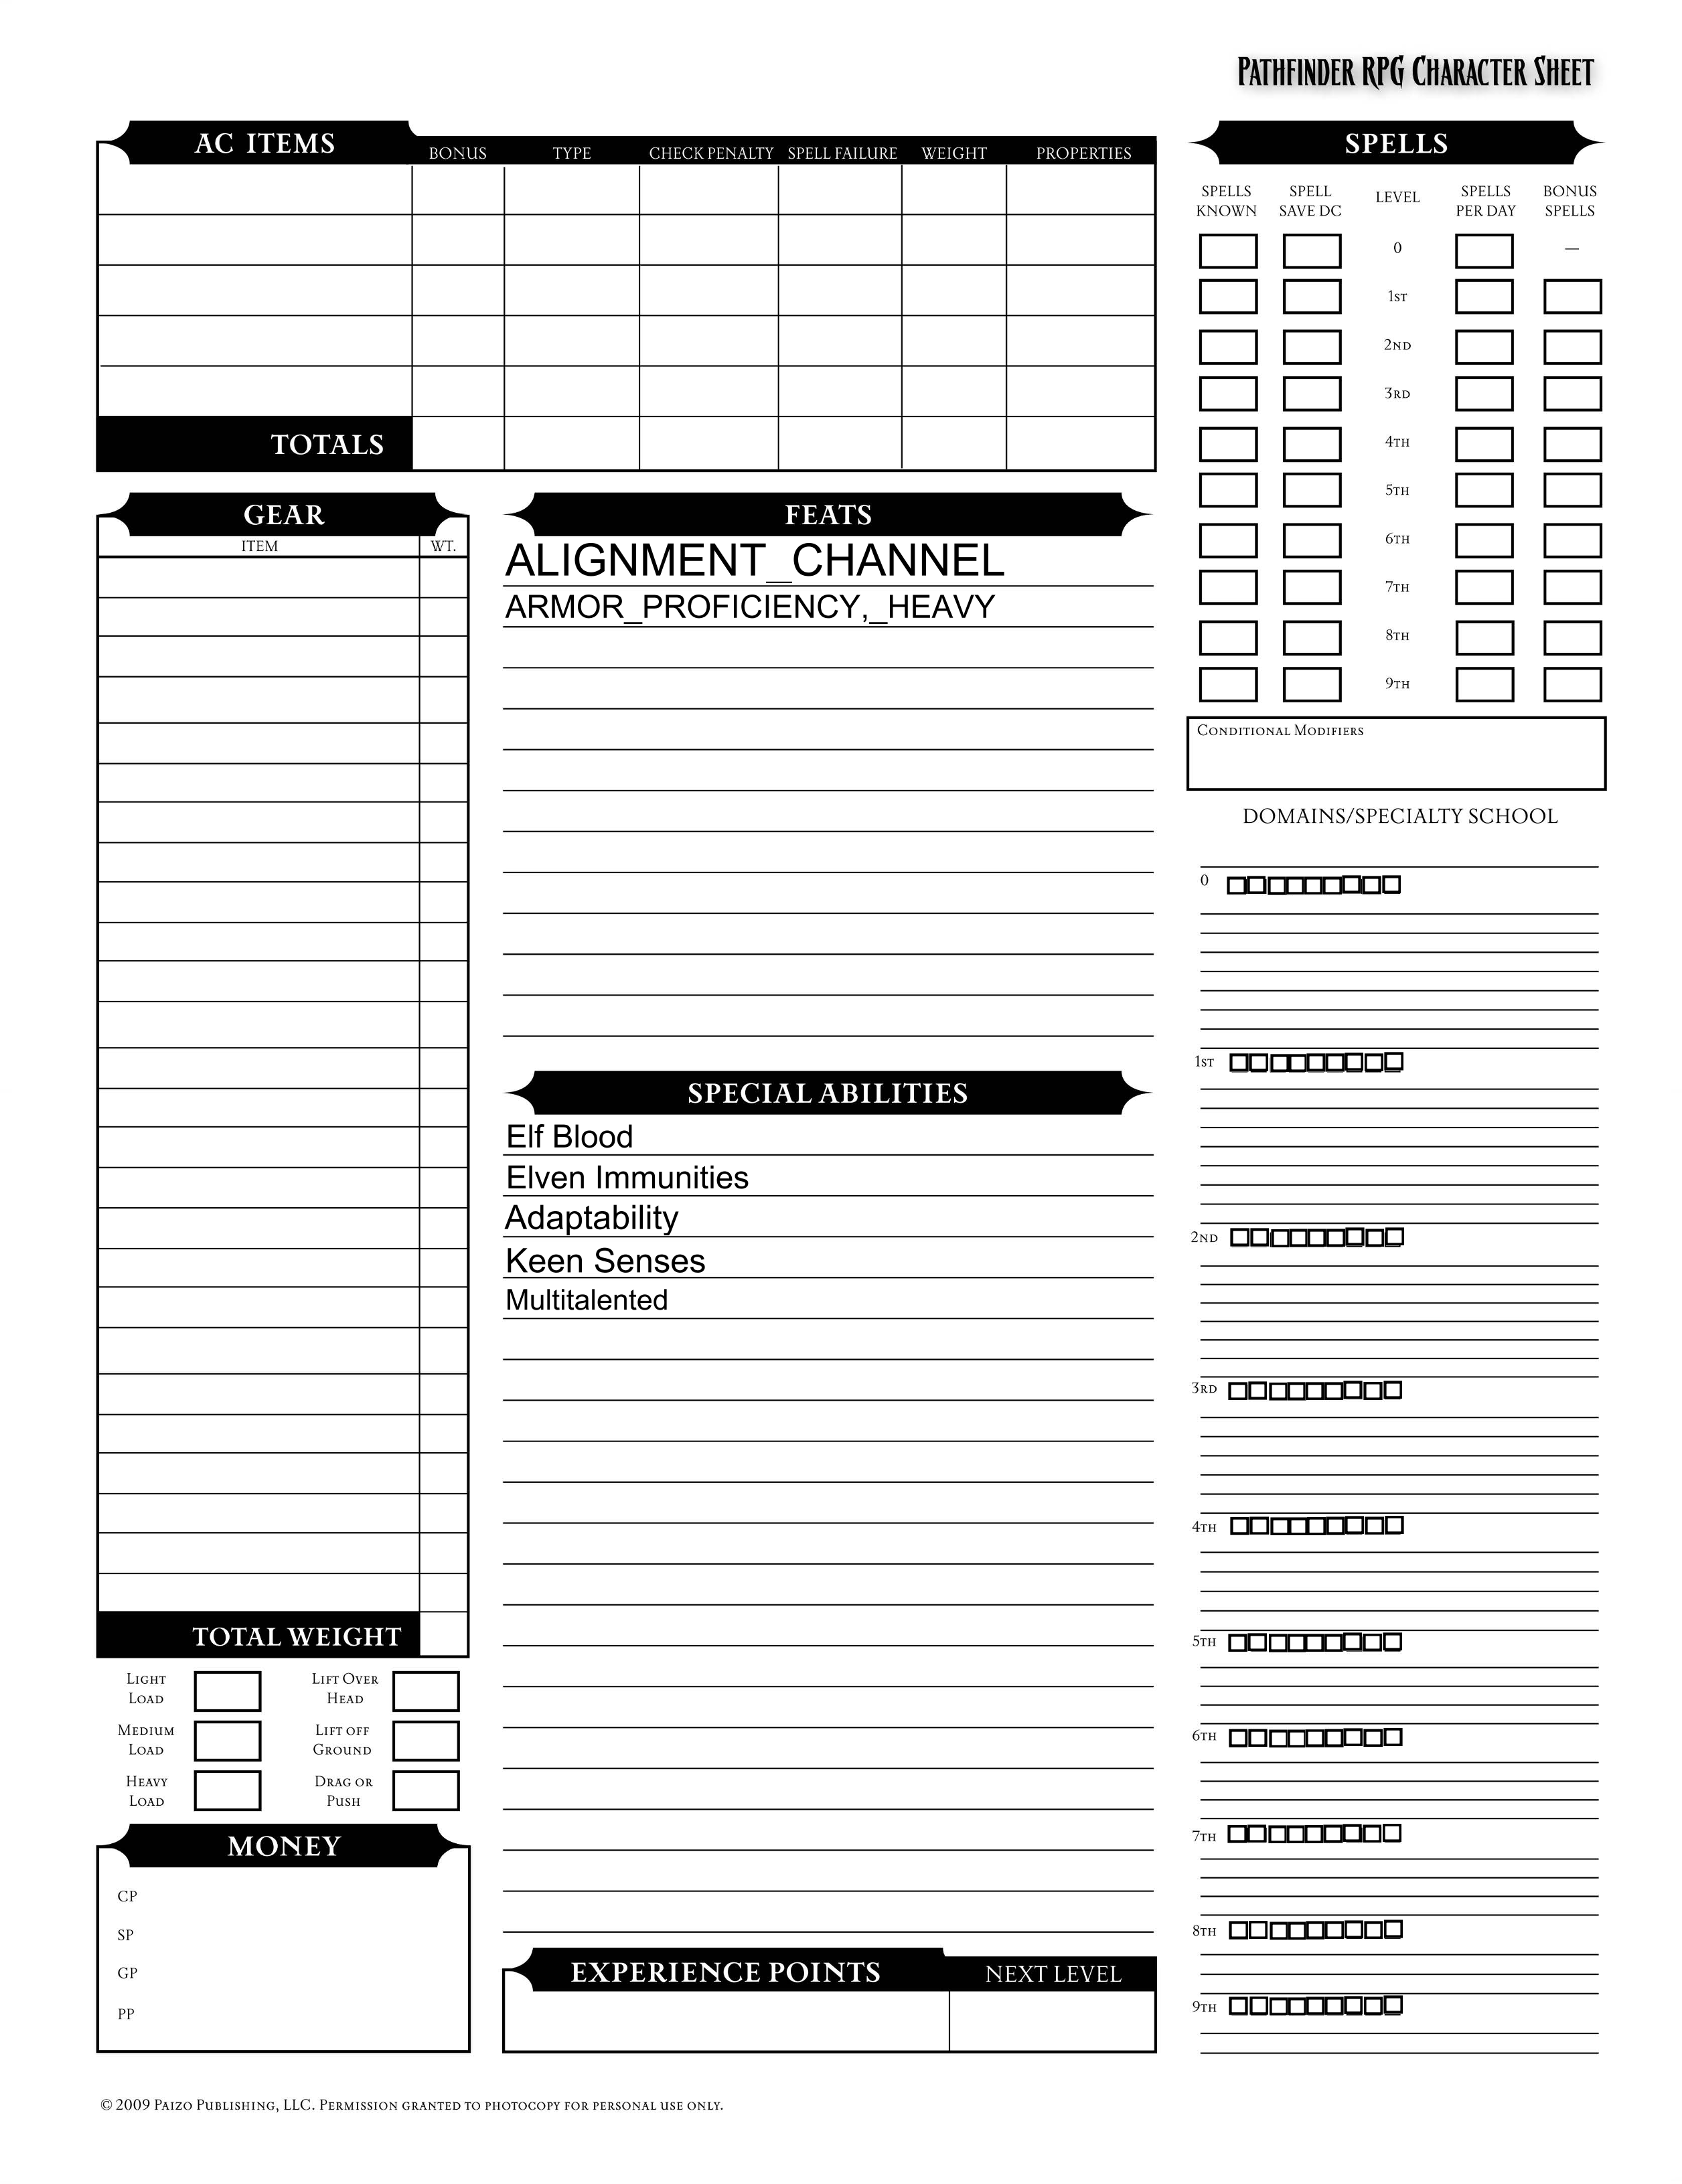 PATHFINDER RPG CHARACTER SHEET
AC ITEMS BONUS TYPE CHECK PENALTY SPELL FAILURE WEIGHT PROPERTIES
TOTALS
GEAR
ITEM WT.
TOTAL WEIGHT
LIGHT LOAD
LIFT OVER HEAD
MEDIUM LOAD
LIFT OFF GROUND
HEAVY LOAD
DRAG OR PUSH
MONEY
CP
SP
GP
PP
FEATS
ALIGNMENT_CHANNEL
ARMOR_PROFICIENCY,_HEAVY
SPECIAL ABILITIES
Elf Blood
Elven Immunities
Adaptability
Keen Senses
Multitalented
EXPERIENCE POINTS NEXT LEVEL
SPELLS
SPELLS KNOWN SPELL SAVE DC LEVEL SPELLS PER DAY BONUS SPELLS
0 —
1ST
2ND
3RD
4TH
5TH
6TH
7TH
8TH
9TH
CONDITIONAL MODIFIERS
DOMAINS/SPECIALTY SCHOOL
0
1ST
2ND
3RD
4TH
5TH
6TH
7TH
8TH
9TH
© 2009 PAIZO PUBLISHING, LLC. PERMISSION GRANTED TO PHOTOCOPY FOR PERSONAL USE ONLY.